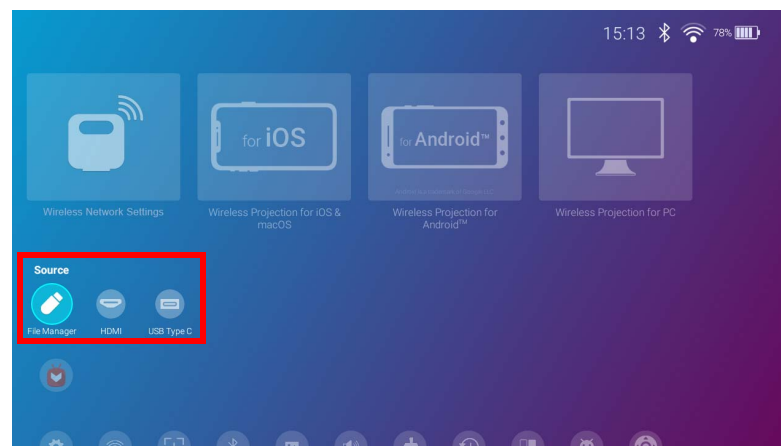 15:13 78%
for iOS
for Android™
Wireless Network Settings
Wireless Projection for iOS &
macOS
Wireless Projection for
Android™
Wireless Projection for PC
Source
File Manager
HDMI
USB Type C